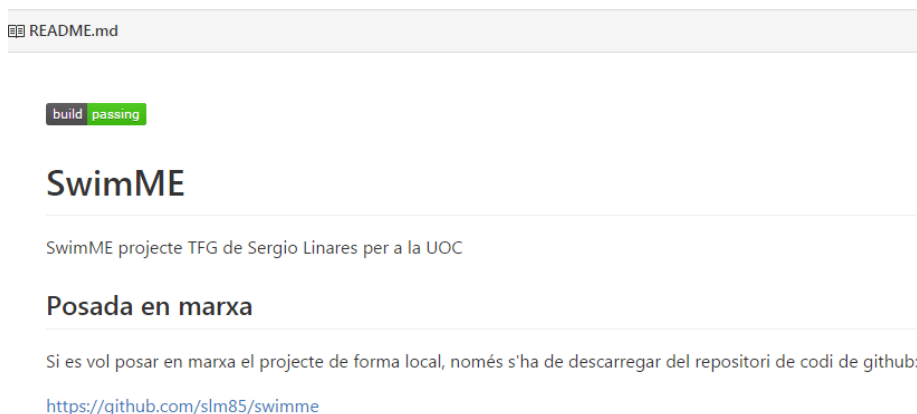 README.md
build passing
SwimME
SwimME projecte TFG de Sergio Linares per a la UOC
Posada en marxa
Si es vol posar en marxa el projecte de forma local, només s'ha de descarregar del repositori de codi de github:
https://github.com/slm85/swimme